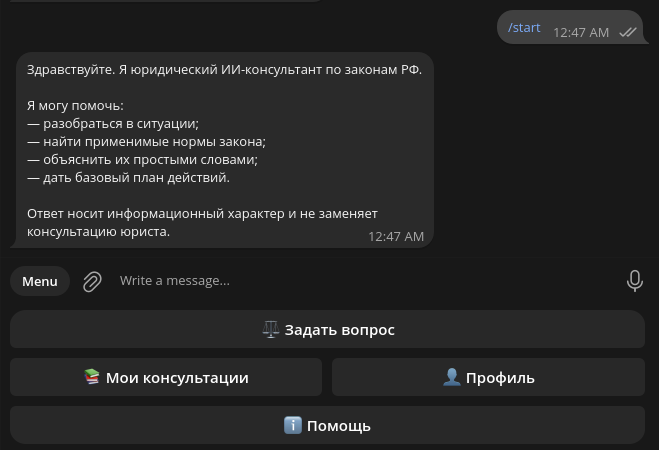 /start
12:47 AM
Здравствуйте. Я юридический ИИ-консультант по законам РФ.
Я могу помочь:
— разобраться в ситуации;
— найти применимые нормы закона;
— объяснить их простыми словами;
— дать базовый план действий.
Ответ носит информационный характер и не заменяет
консультацию юриста.
12:47 AM
Menu
Write a message...
Задать вопрос
Мои консультации
Профиль
Помощь